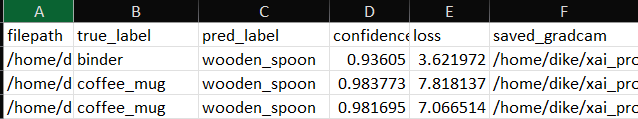 A B C D E F
filepath true_label pred_label confidence loss saved_gradcam
/home/d binder wooden_spoon 0.93605 3.621972 /home/dike/xai_pro
/home/d coffee_mug wooden_spoon 0.983773 7.818137 /home/dike/xai_pro
/home/d coffee_mug wooden_spoon 0.981695 7.066514 /home/dike/xai_pro